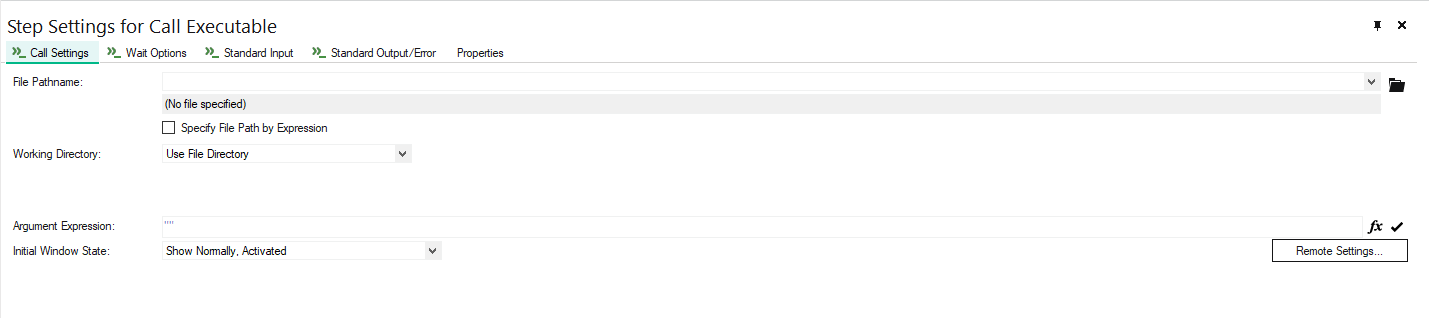 Step Settings for Call Executable
Call Settings Wait Options Standard Input Standard Output/Error Properties
File Pathname:
(No file specified)
Specify File Path by Expression
Working Directory: Use File Directory
Argument Expression: "" fx
Initial Window State: Show Normally, Activated Remote Settings...